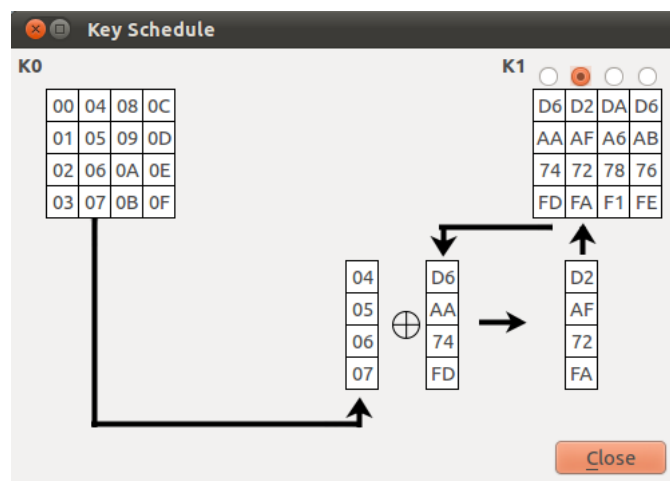 Key Schedule
K0
K1
00 04 08 0C
01 05 09 0D
02 06 0A 0E
03 07 0B 0F
D6 D2 DA D6
AA AF A6 AB
74 72 78 76
FD FA F1 FE
04
05
06
07
D6
AA
74
FD
D2
AF
72
FA
Close